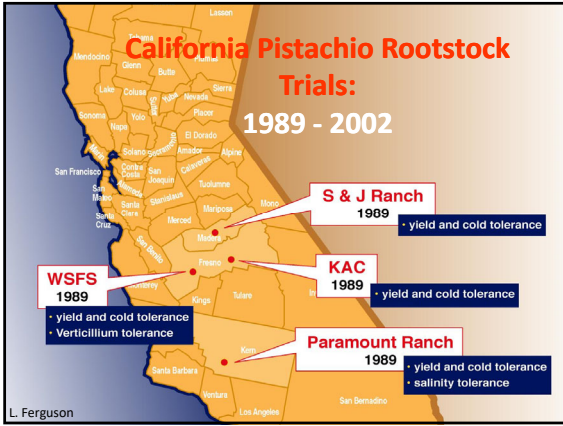 California Pistachio Rootstock
Trials:
1989 - 2002
Lassen
Mendocino
Glenn
Butte
Sierra
Lake
Colusa
Yuba
Nevada
Placer
Sonoma
Napa
Yolo
El Dorado
Solano
Sacramento
Amador
Alpine
Marin
Calaveras
San Francisco
Contra
Costa
San
Joaquin
Tuolumne
Alameda
Stanislaus
San
Mateo
Santa
Clara
Mariposa
Mono
Santa
Cruz
Merced
Madera
San Benito
Fresno
Monterey
Kings
Tulare
Kern
Santa Barbara
Ventura
Los Angeles
San Bernadino
S & J Ranch
1989
• yield and cold tolerance
KAC
1989
• yield and cold tolerance
WSFS
1989
• yield and cold tolerance
• Verticillium tolerance
Paramount Ranch
1989
• yield and cold tolerance
• salinity tolerance
L. Ferguson